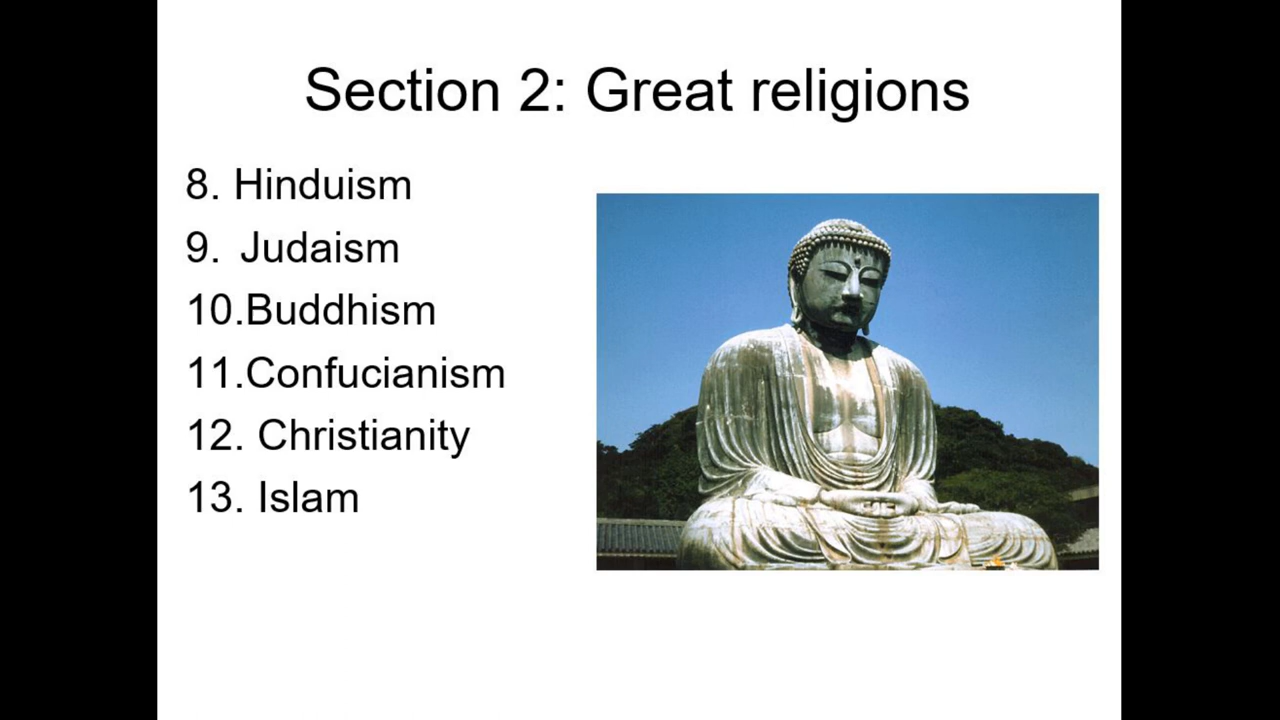 Section 2: Great religions
8. Hinduism
9. Judaism
10.Buddhism
11.Confucianism
12. Christianity
13. Islam